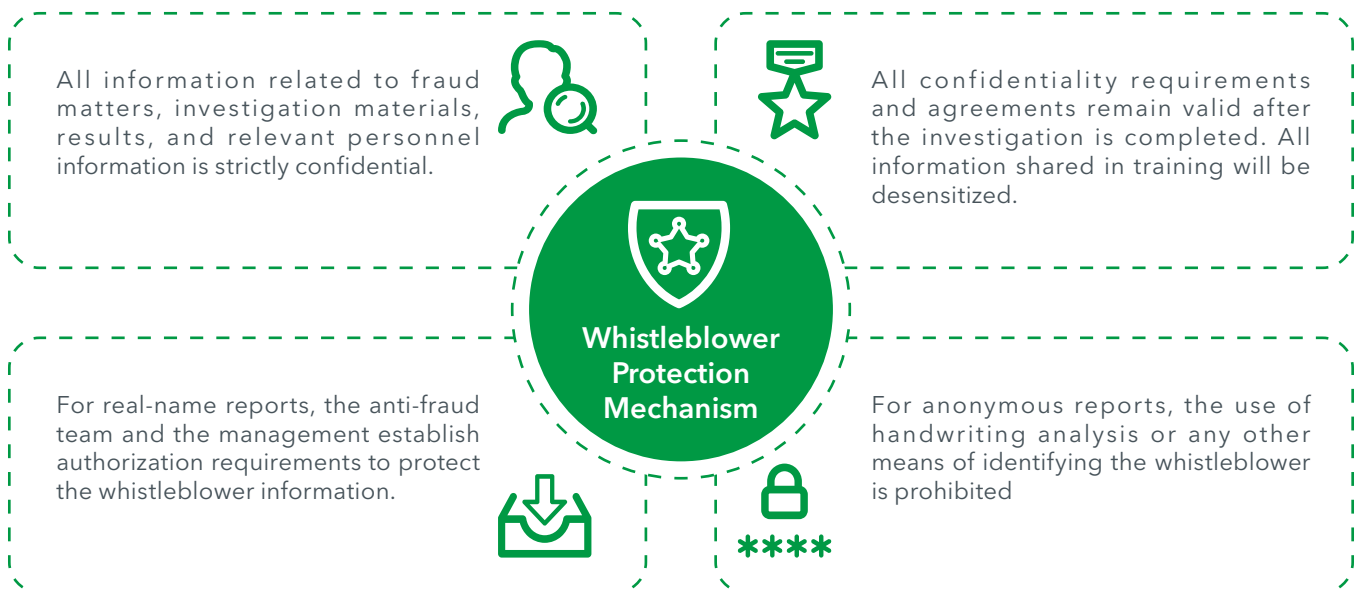 All information related to fraud
matters, investigation materials,
results, and relevant personnel
information is strictly confidential.
All confidentiality requirements
and agreements remain valid after
the investigation is completed. All
information shared in training will be
desensitized.
Whistleblower
Protection
Mechanism
For real-name reports, the anti-fraud
team and the management establish
authorization requirements to protect
the whistleblower information.
For anonymous reports, the use of
handwriting analysis or any other
means of identifying the whistleblower
is prohibited
****